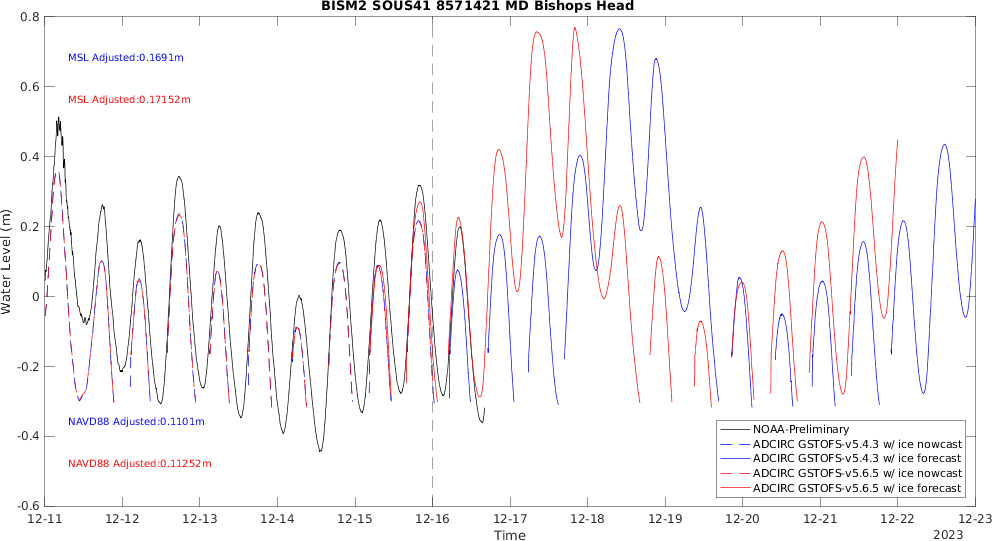 BISM2 SOUS41 8571421 MD Bishops Head
0.8
0.6
0.4
0.2
0
-0.2
-0.4
-0.6
Water Level (m)
MSL Adjusted:0.1691m
MSL Adjusted:0.17152m
NAVD88 Adjusted:0.1101m
NAVD88 Adjusted:0.11252m
NOAA-Preliminary
ADCIRC GSTOFS-v5.4.3 w/ ice nowcast
ADCIRC GSTOFS-v5.4.3 w/ ice forecast
ADCIRC GSTOFS-v5.6.5 w/ ice nowcast
ADCIRC GSTOFS-v5.6.5 w/ ice forecast
12-11 12-12 12-13 12-14 12-15 12-16 12-17 12-18 12-19 12-20 12-21 12-22 12-23
Time
2023